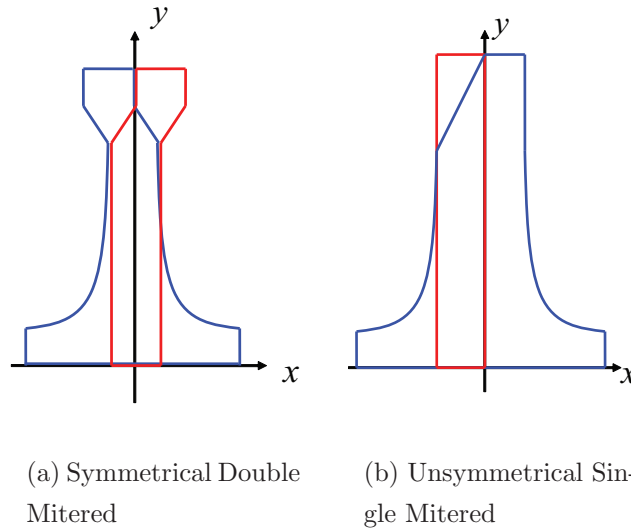 y
y
x
x
(a) Symmetrical Double
Mitered
(b) Unsymmetrical Sin-
gle Mitered